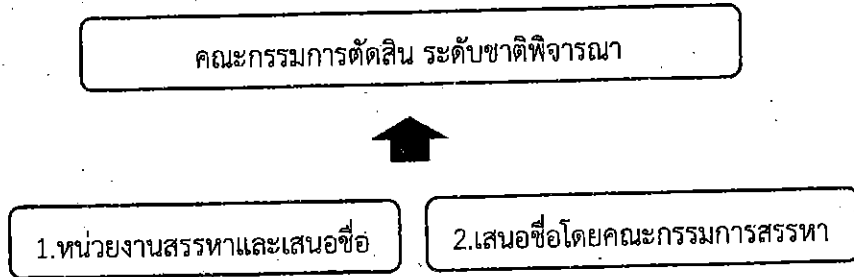 คณะกรรมการตัดสิน ระดับชาติพิจารณา
1.หน่วยงานสรรหาและเสนอชื่อ
2.เสนอชื่อโดยคณะกรรมการสรรหา